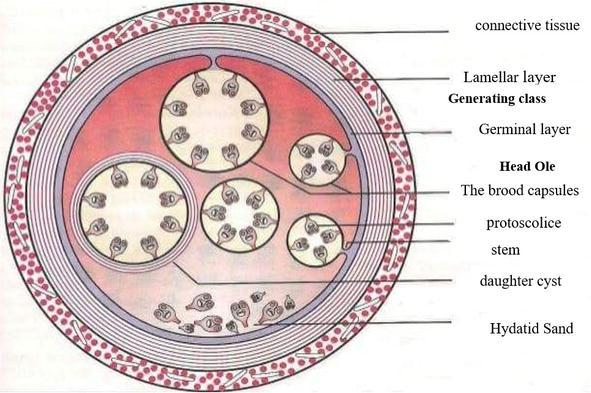 connective tissue
Lamellar layer
Generating class
Germinal layer
Head Ole
The brood capsules
protoscolice
stem
daughter cyst
Hydatid Sand